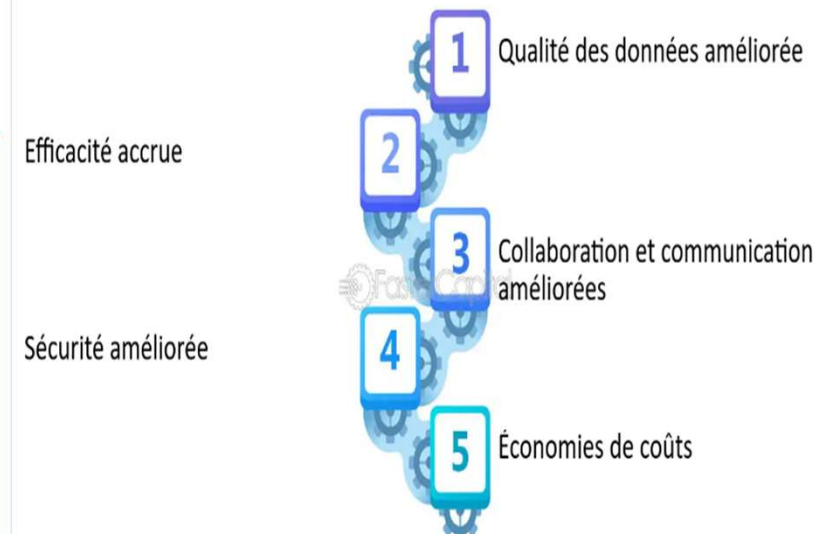 1
Qualité des données améliorée
2
Efficacité accrue
3
Collaboration et communication
améliorées
FasterCapital
4
Sécurité améliorée
5
Économies de coûts